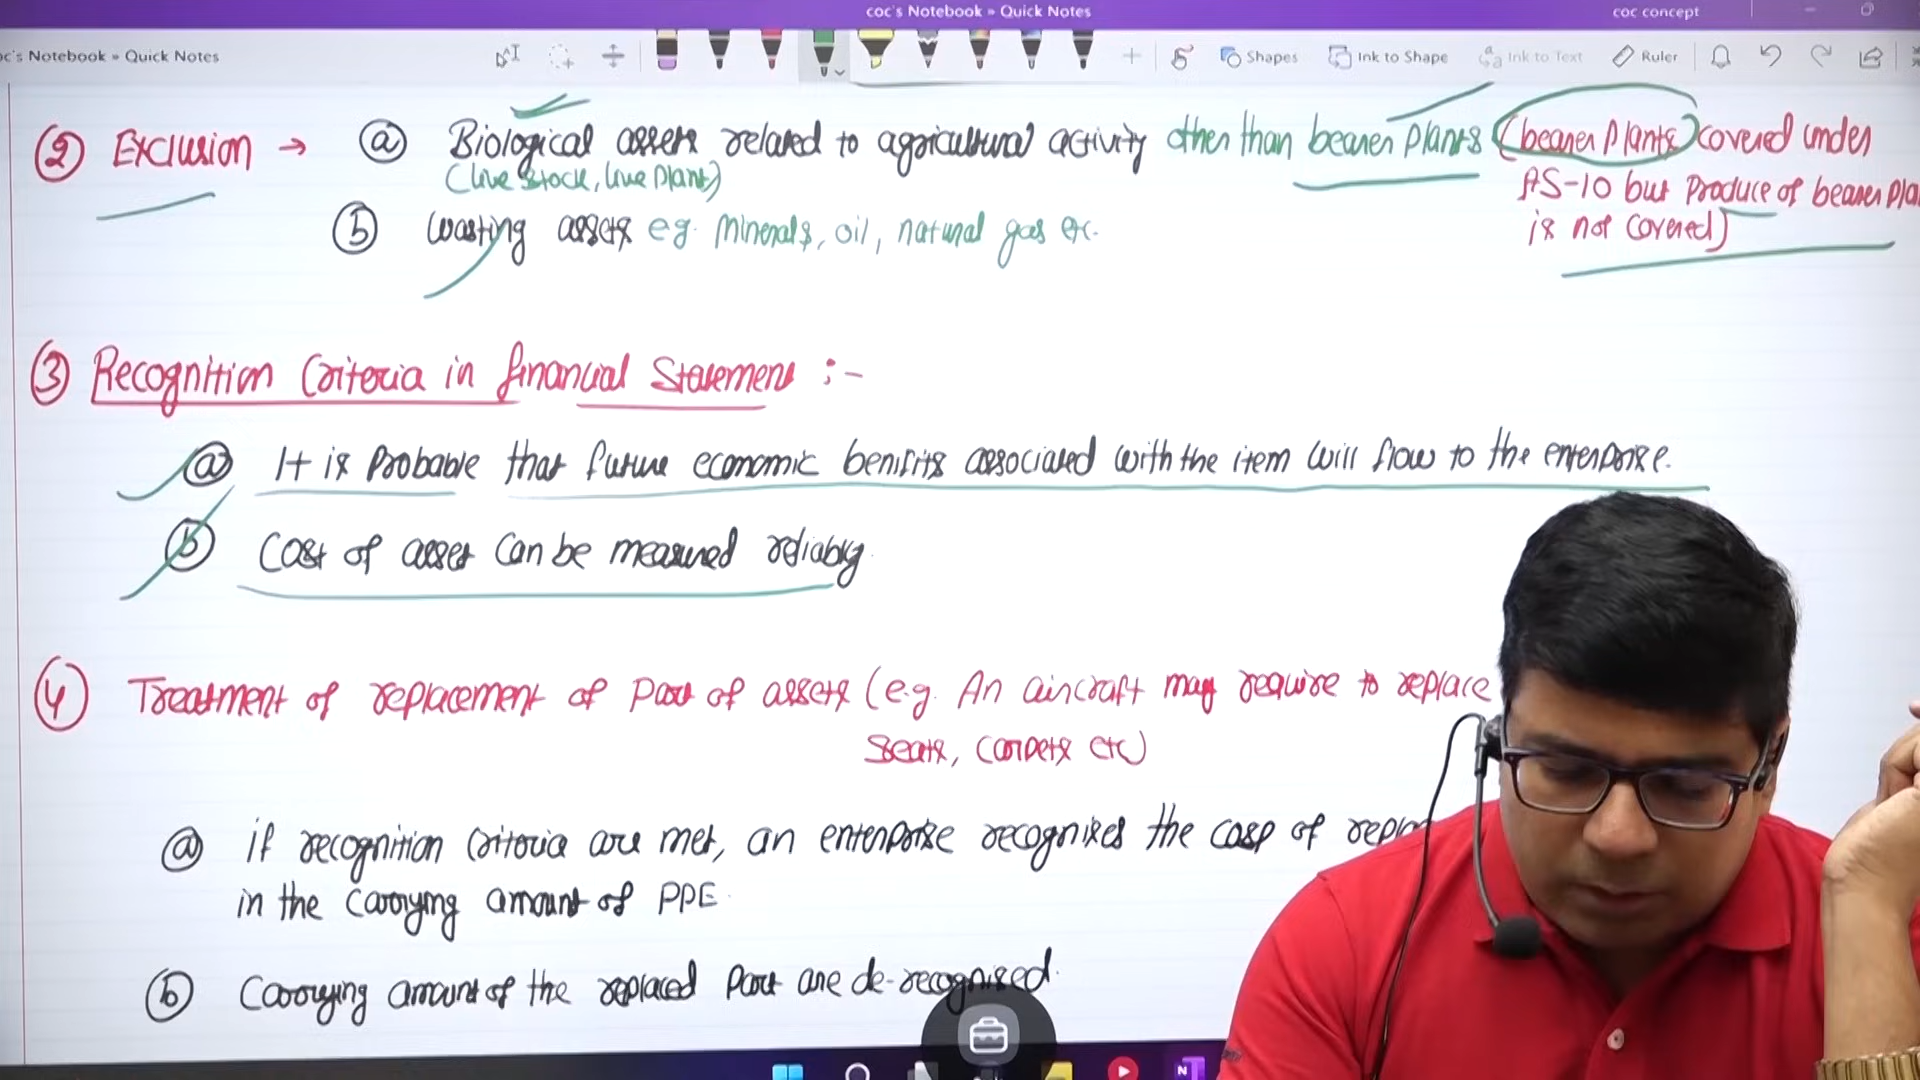 coc's Notebook » Quick Notes
coc concept
oc's Notebook » Quick Notes
Shapes
Ink to Shape
Ink to Text
Ruler
② Exclusion → ⓐ Biological assets related to agricultural activity other than bearer plants (bearer plants covered under
(live stock, live plant)
AS-10 but produce of bearer pla
is not covered)
ⓑ wasting assets eg. minerals, oil, natural gas etc.
③ Recognition Criteria in financial Statement :-
ⓐ It is probable that future economic benifits associated with the item will flow to the enterprise.
ⓑ Cost of asset can be measured reliably.
④ Treatment of replacement of part of assets (e.g. An aircraft may require to replace
Seats, carpets etc)
ⓐ if recognition criteria are met, an enterprise recognises the cost of repla
in the carrying amount of PPE.
ⓑ Carrying amount of the replaced part are de-recognised.
N